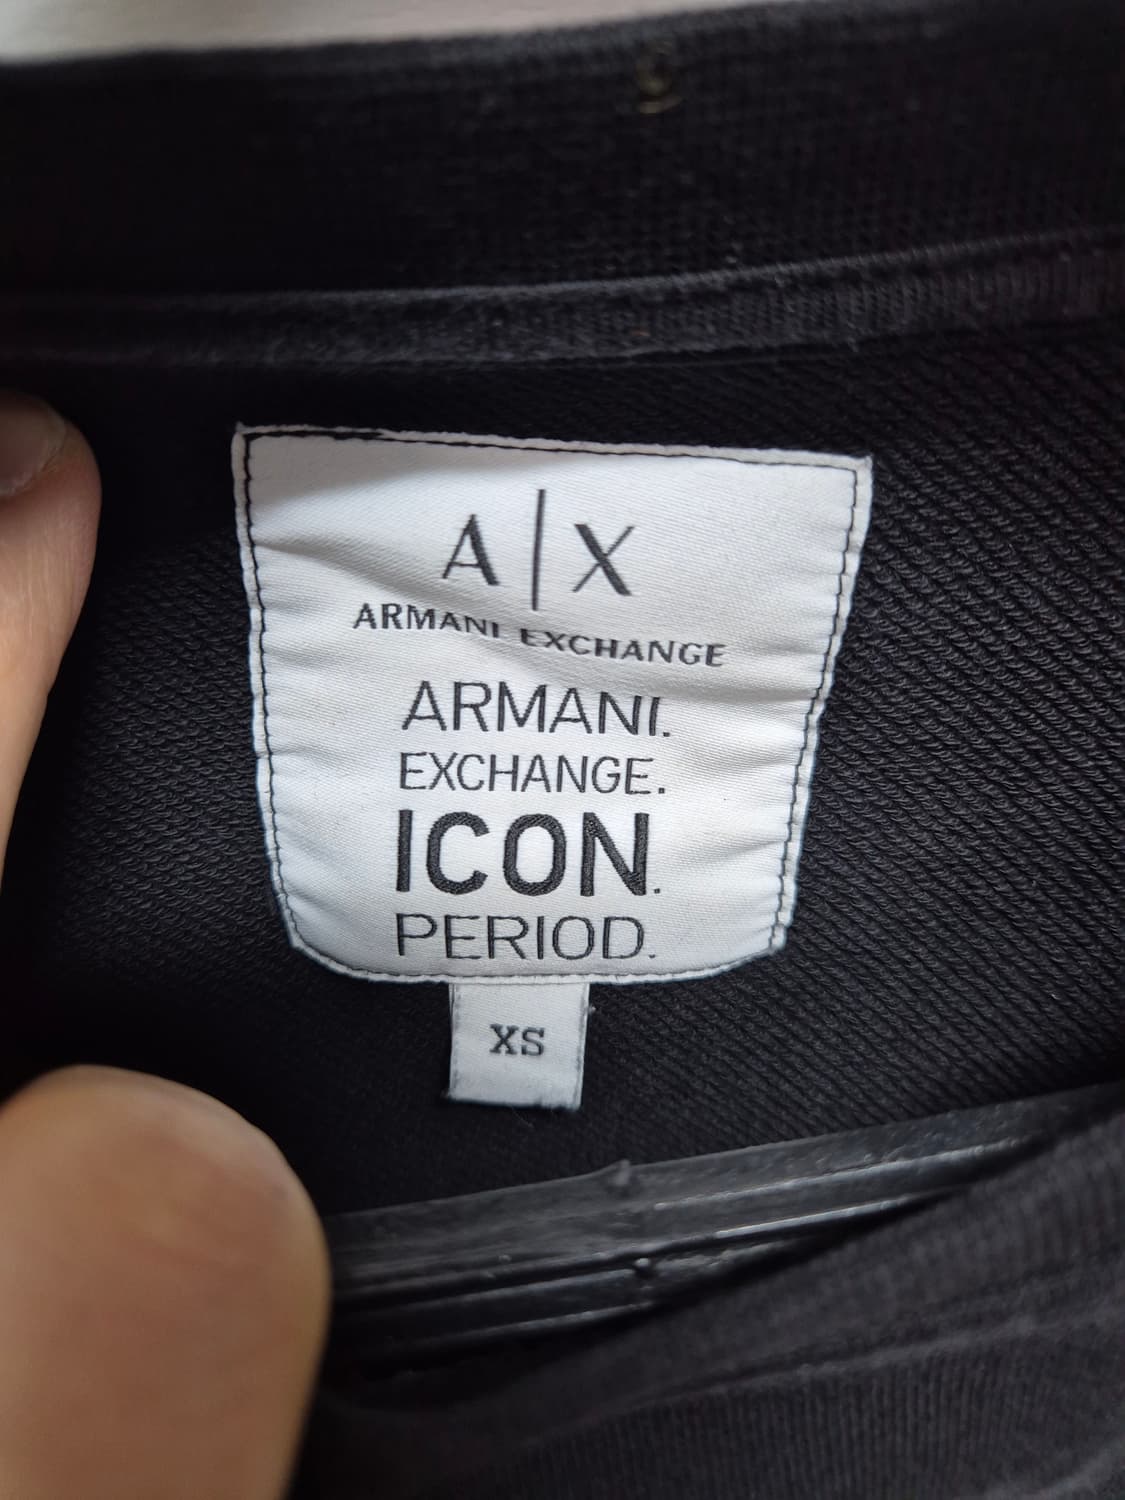 A|X
ARMANI EXCHANGE
ARMANI.
EXCHANGE.
ICON.
PERIOD.
XS